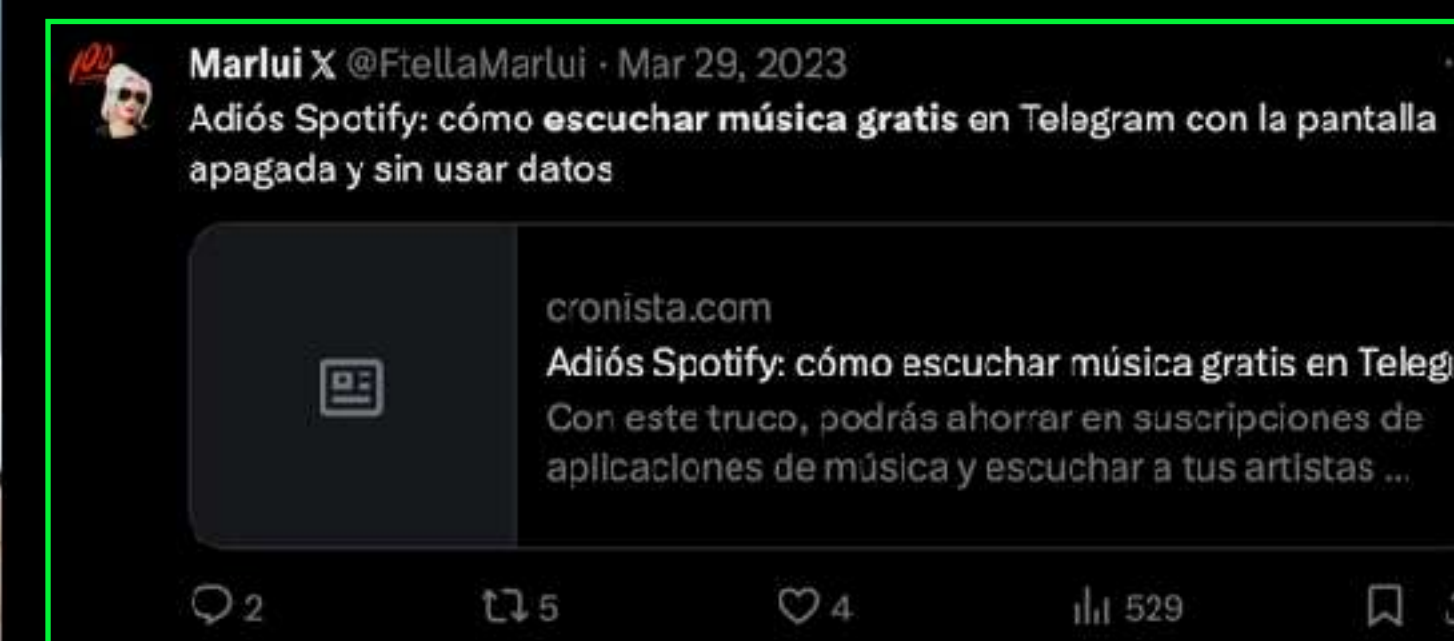 Marlui X @FtellaMarlui · Mar 29, 2023
Adiós Spotify: cómo escuchar música gratis en Telegram con la pantalla
apagada y sin usar datos
cronista.com
Adiós Spotify: cómo escuchar música gratis en Teleg
Con este truco, podrás ahorrar en suscripciones de
aplicaciones de música y escuchar a tus artistas ...
2 5 4 529